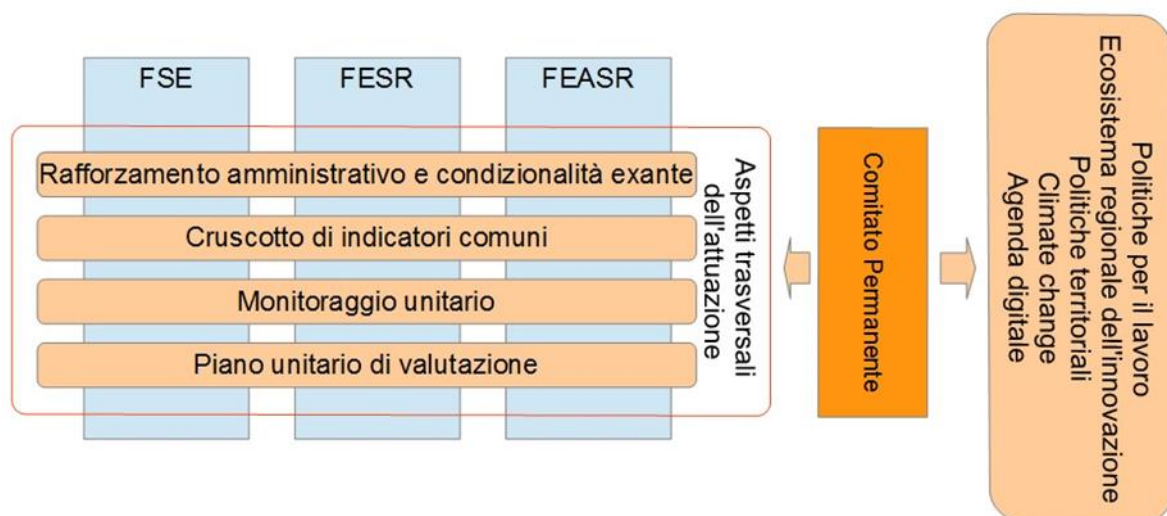 FSE
FESR
FEASR
Rafforzamento amministrativo e condizionalità exante
Cruscotto di indicatori comuni
Monitoraggio unitario
Piano unitario di valutazione
Aspetti trasversali
dell'attuazione
Comitato Permanente
Politiche per il lavoro
Ecosistema regionale dell'innovazione
Politiche territoriali
Climate change
Agenda digitale